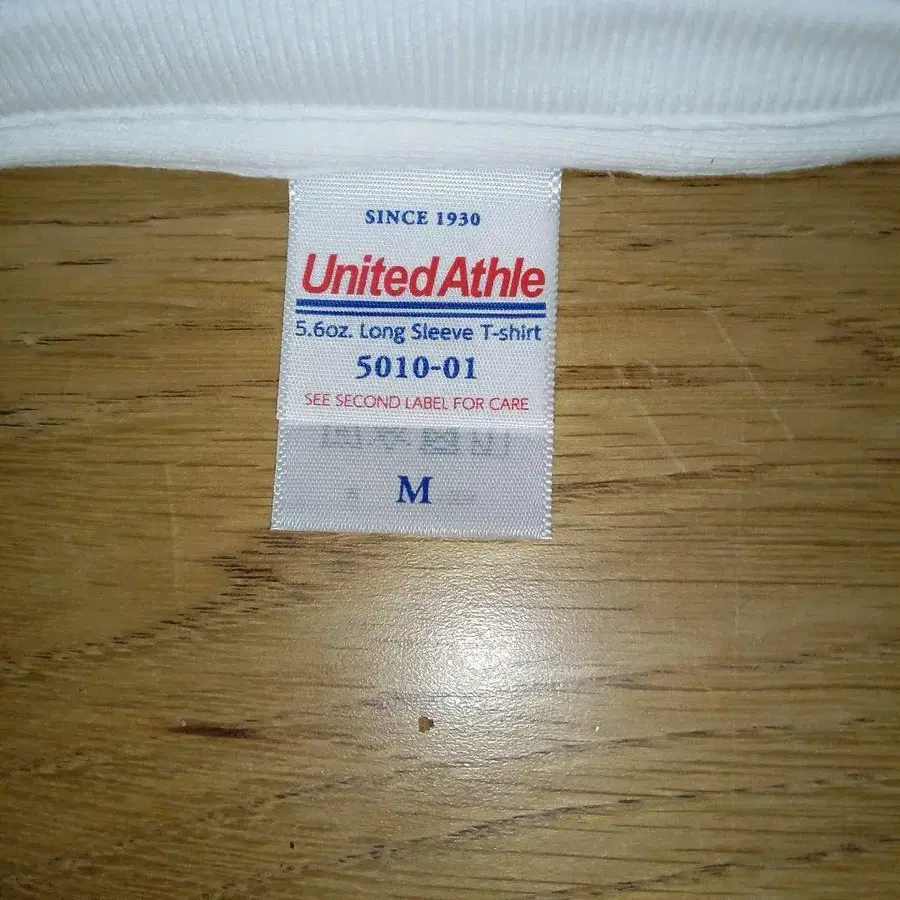 SINCE 1930
United Athle
5.6oz. Long Sleeve T-shirt
5010-01
SEE SECOND LABEL FOR CARE
M